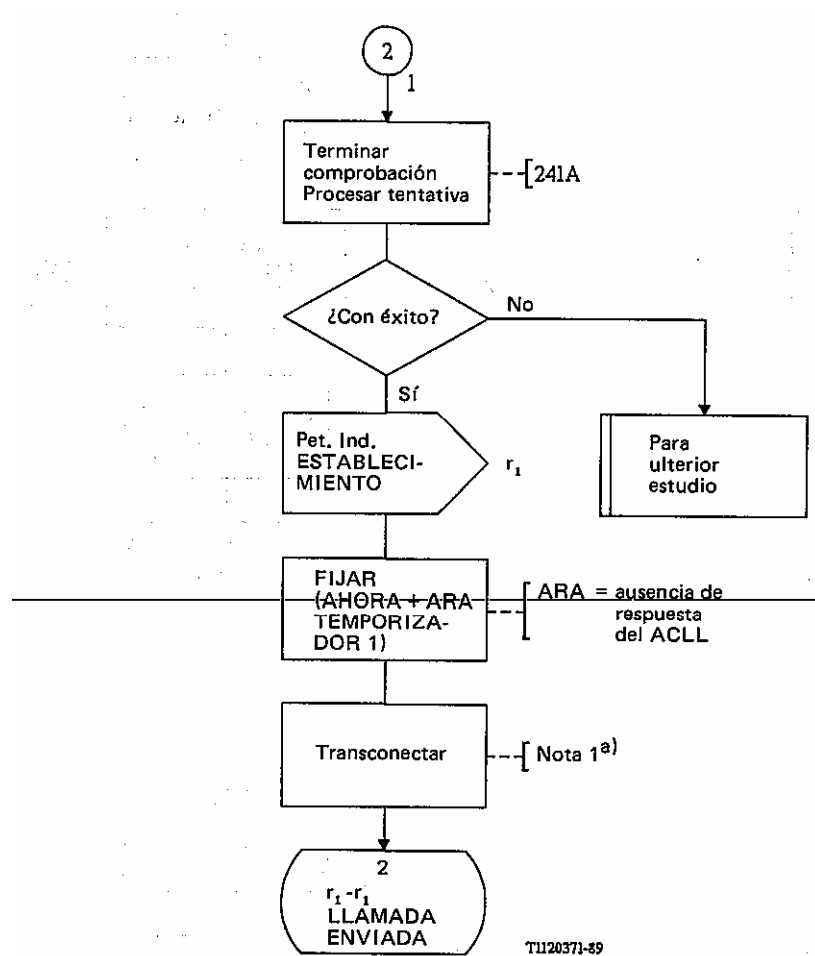 2
1
Terminar
comprobación
Procesar tentativa
241A
¿Con éxito?
No
Sí
Pet. Ind.
ESTABLECI-
MIENTO
r₁
Para
ulterior
estudio
FIJAR
(AHORA + ARA
TEMPORIZA-
DOR 1)
ARA = ausencia de
respuesta
del ACLL
Transconectar
Nota 1a)
2
r₁-r₁
LLAMADA
ENVIADA
T1120371-89